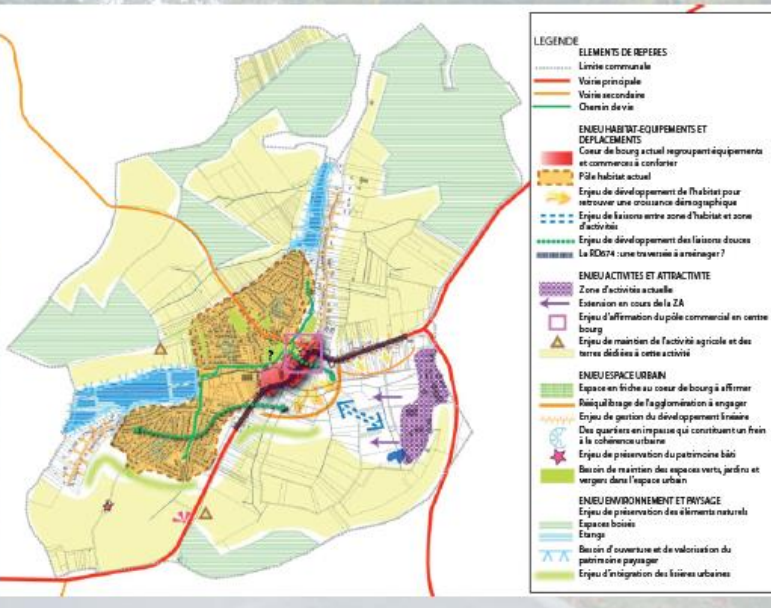 LEGENDE
ELEMENTS DE REPERES
Limite communale
Voirie principale
Voirie secondaire
Chemin de vie
ENJEU HABITAT-EQUIPEMENTS ET
DEPLACEMENTS
Coeur de bourg actuel regroupant équipements
et commerces à conforter
Pôle habitat actuel
Enjeu de développement de l'habitat pour
retrouver une croissance démographique
Enjeu de liaisons entre zone d'habitat et zone
d'activités
Enjeu de développement des liaisons douces
La RD674 : une traversée à aménager ?
ENJEU ACTIVITES ET ATTRACTIVITE
Zone d'activités actuelle
Extension en cours de la ZA
Enjeu d'affirmation du pôle commercial en centre
bourg
Enjeu de maintien de l'activité agricole et des
terres dédiées à cette activité
ENJEU ESPACE URBAIN
Espace en friche au coeur de bourg à affirmer
Rééquilibrage de l'agglomération à engager
Enjeu de gestion du développement linéaire
Des quartiers en impasse qui constituent un frein
à la cohérence urbaine
Enjeu de préservation du patrimoine bâti
Besoin de maintien des espaces verts, jardins et
vergers dans l'espace urbain
ENJEU ENVIRONNEMENT ET PAYSAGE
Enjeu de préservation des éléments naturels
Espaces boisés
Etangs
Besoin d'ouverture et de valorisation du
patrimoine paysager
Enjeu d'intégration des lisières urbaines
?